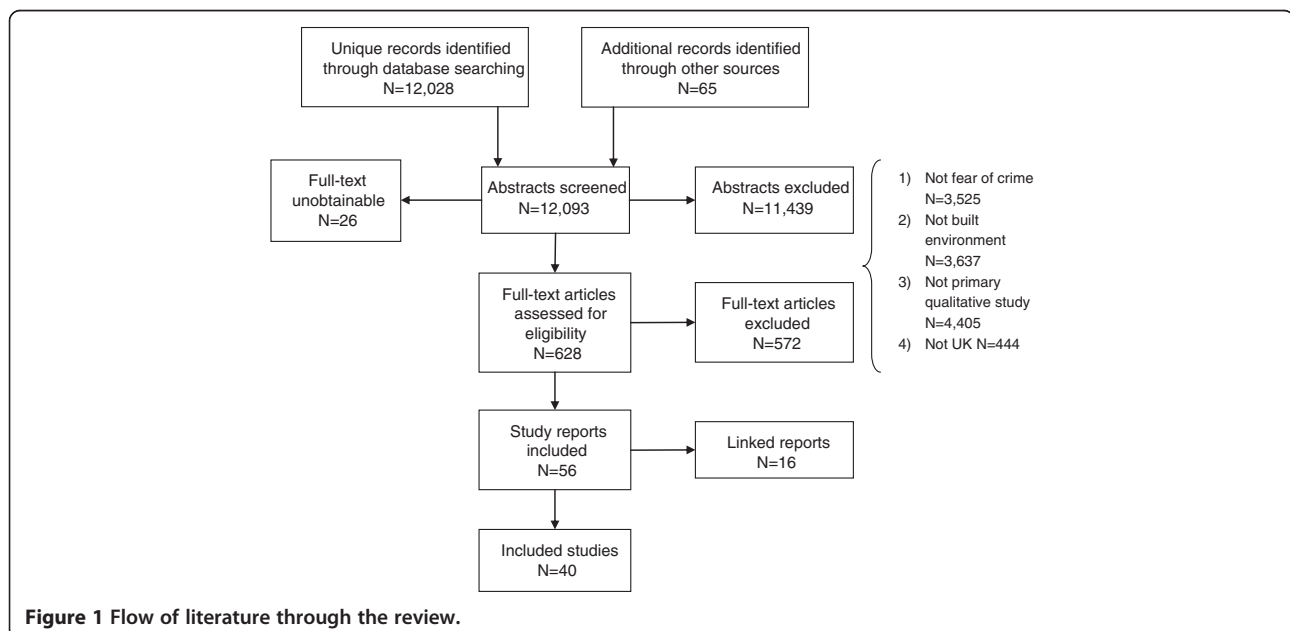 Unique records identified
through database searching
N=12,028
Additional records identified
through other sources
N=65
Full-text
unobtainable
N=26
Abstracts screened
N=12,093
Abstracts excluded
N=11,439
1) Not fear of crime
N=3,525
2) Not built
environment
N=3,637
3) Not primary
qualitative study
N=4,405
4) Not UK N=444
Full-text articles
assessed for
eligibility
N=628
Full-text articles
excluded
N=572
Study reports
included
N=56
Linked reports
N=16
Included studies
N=40
Figure 1 Flow of literature through the review.